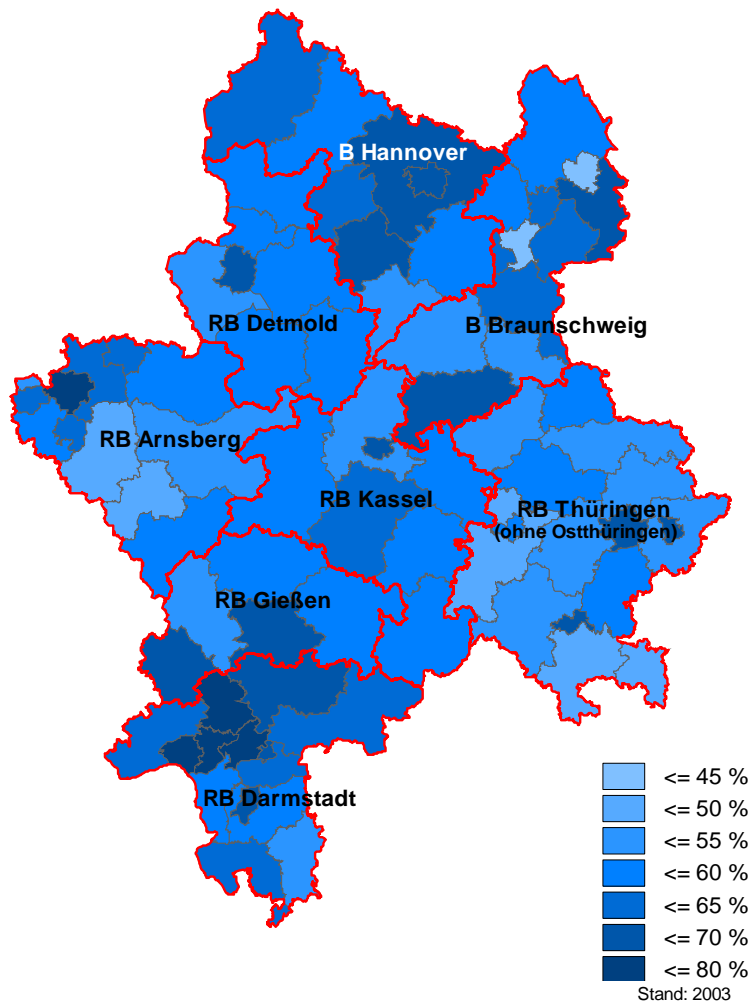 B Hannover
RB Detmold
B Braunschweig
RB Arnsberg
RB Kassel
RB Thüringen
(ohne Ostthüringen)
RB Gießen
RB Darmstadt
<= 45 %
<= 50 %
<= 55 %
<= 60 %
<= 65 %
<= 70 %
<= 80 %
Stand: 2003